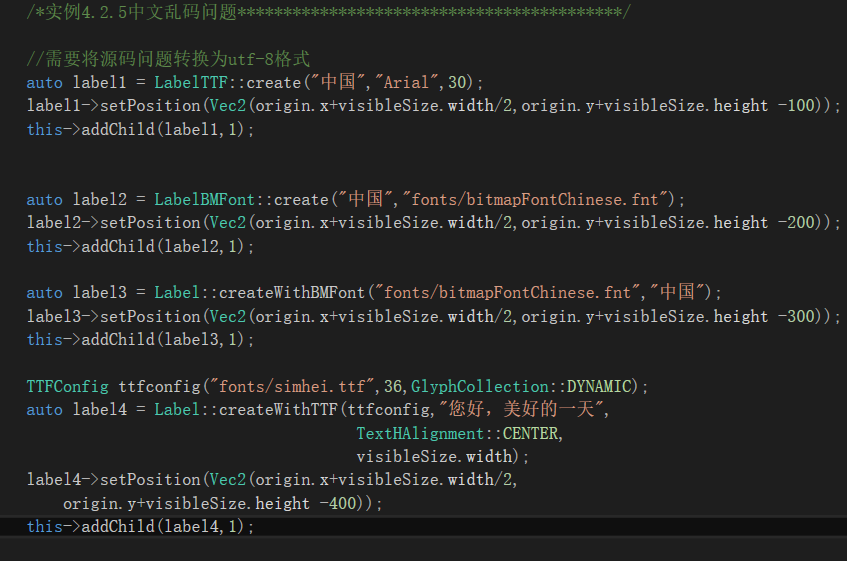 /*实例4.2.5中文乱码问题******************************************/
//需要将源码问题转换为utf-8格式
auto label1 = LabelTTF::create("中国","Arial",30);
label1->setPosition(Vec2(origin.x+visibleSize.width/2,origin.y+visibleSize.height -100));
this->addChild(label1,1);
auto label2 = LabelBMFont::create("中国","fonts/bitmapFontChinese.fnt");
label2->setPosition(Vec2(origin.x+visibleSize.width/2,origin.y+visibleSize.height -200));
this->addChild(label2,1);
auto label3 = Label::createWithBMFont("fonts/bitmapFontChinese.fnt","中国");
label3->setPosition(Vec2(origin.x+visibleSize.width/2,origin.y+visibleSize.height -300));
this->addChild(label3,1);
TTFConfig ttfconfig("fonts/simhei.ttf",36,GlyphCollection::DYNAMIC);
auto label4 = Label::createWithTTF(ttfconfig,"您好，美好的一天",
TextHAlignment::CENTER,
visibleSize.width);
label4->setPosition(Vec2(origin.x+visibleSize.width/2,
origin.y+visibleSize.height -400));
this->addChild(label4,1);